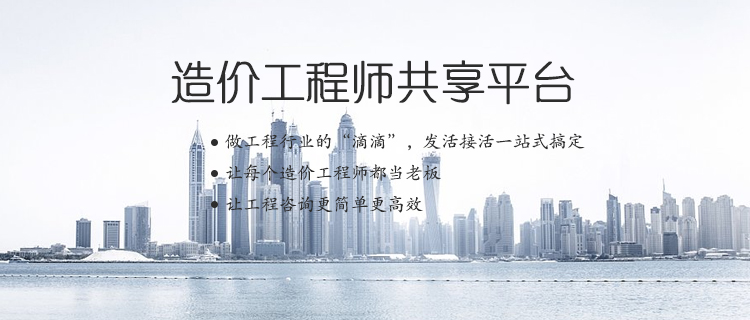 造价工程师共享平台
● 做工程行业的“滴滴”，发活接活一站式搞定
● 让每个造价工程师都当老板
● 让工程咨询更简单更高效